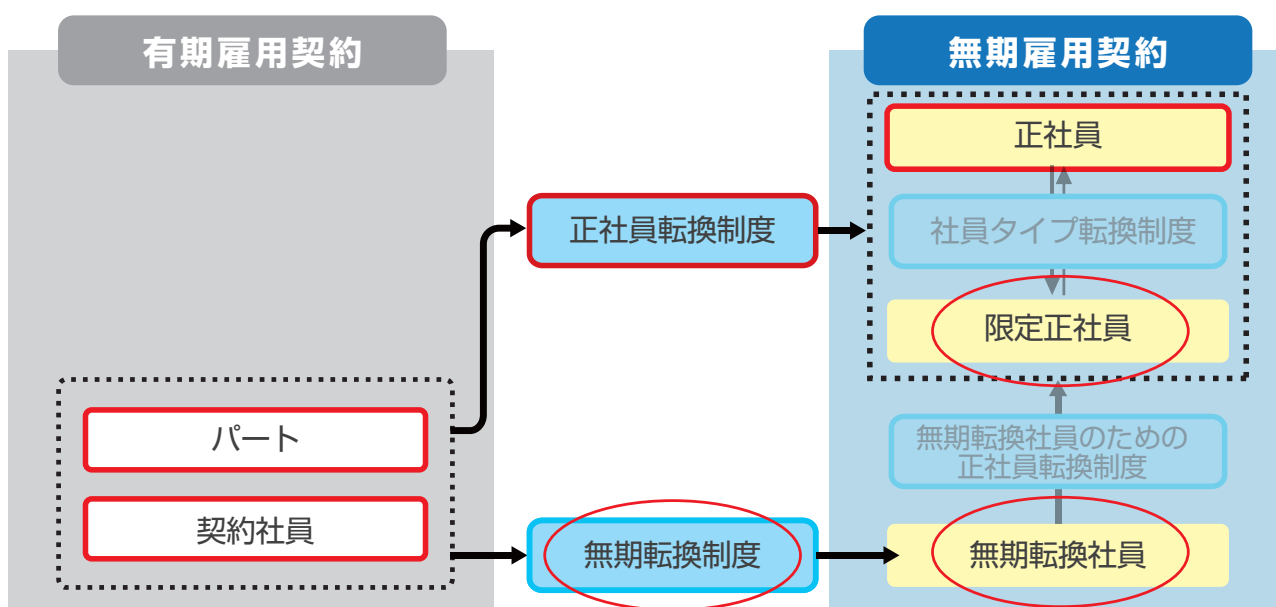 有期雇用契約
無期雇用契約
正社員
正社員転換制度
社員タイプ転換制度
限定正社員
パート
無期転換社員のための
正社員転換制度
契約社員
無期転換制度
無期転換社員